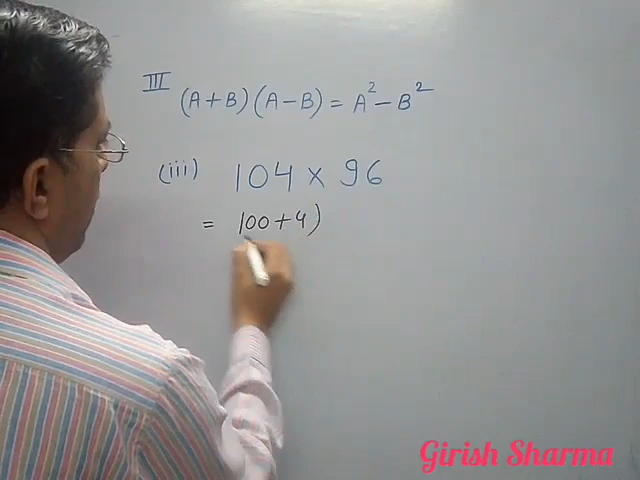 III (A+B)(A-B) = A² - B²
(iii) 104 × 96
= 100+4)
Girish Sharma